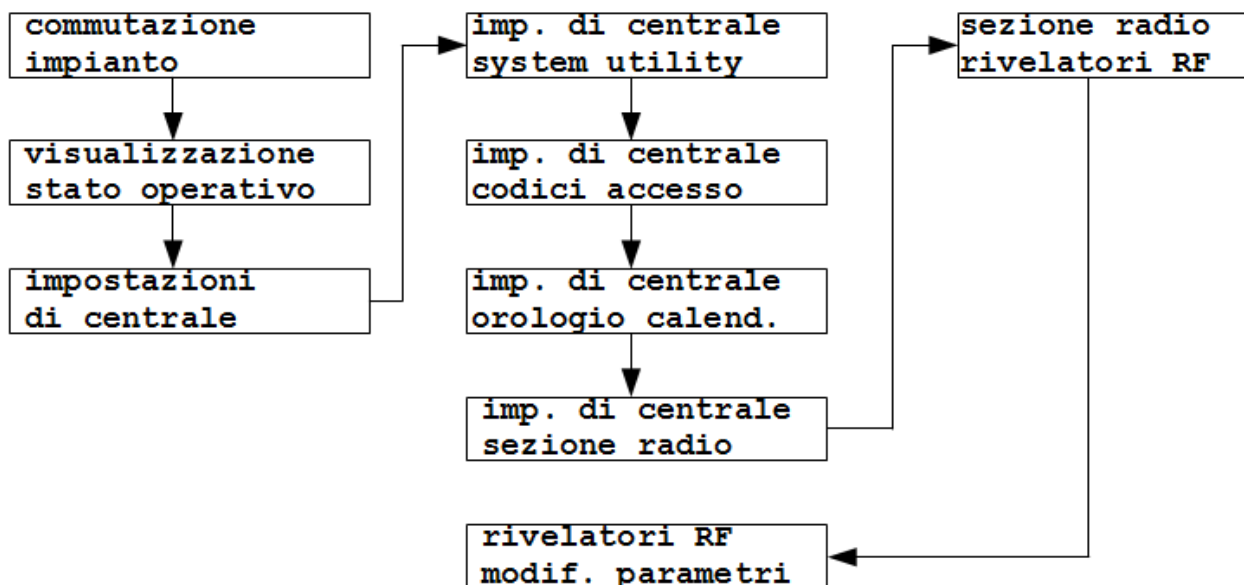 commutazione
impianto
visualizzazione
stato operativo
impostazioni
di centrale
imp. di centrale
system utility
imp. di centrale
codici accesso
imp. di centrale
orologio calend.
imp. di centrale
sezione radio
sezione radio
rivelatori RF
rivelatori RF
modif. parametri